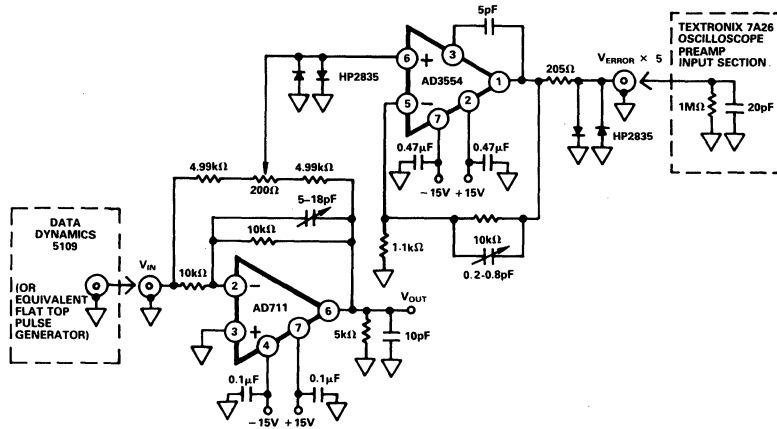 5pF
TEXTRONIX 7A26
OSCILLOSCOPE
PREAMP
INPUT SECTION
VERROR × 5
3
6
+
AD3554
1
205Ω
HP2835
5
−
2
7
1MΩ
20pF
0.47μF
0.47μF
HP2835
−15V
+15V
4.99kΩ
4.99kΩ
200Ω
5–18pF
DATA
DYNAMICS
5109
10kΩ
1.1kΩ
10kΩ
0.2-0.8pF
VIN
(OR
EQUIVALENT
FLAT TOP
PULSE
GENERATOR)
10kΩ
2
−
AD711
6
VOUT
3
+
7
4
5kΩ
10pF
0.1μF
0.1μF
−15V
+15V